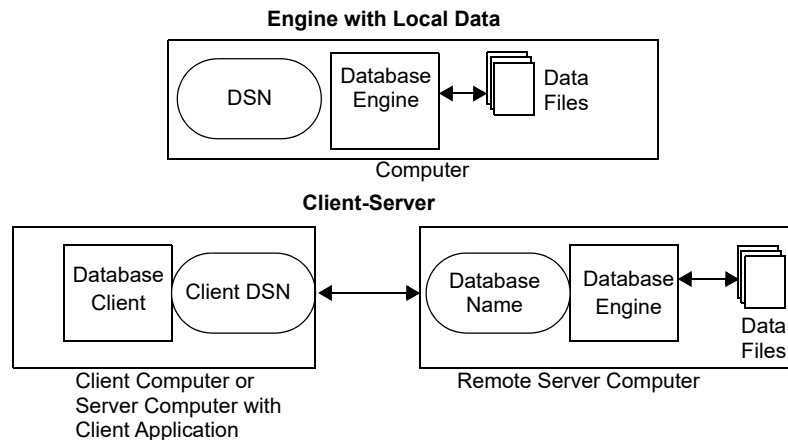 Engine with Local Data
DSN
Database
Engine
Data
Files
Computer
Client-Server
Database
Client
Client DSN
Database
Name
Database
Engine
Data
Files
Client Computer or
Server Computer with
Client Application
Remote Server Computer